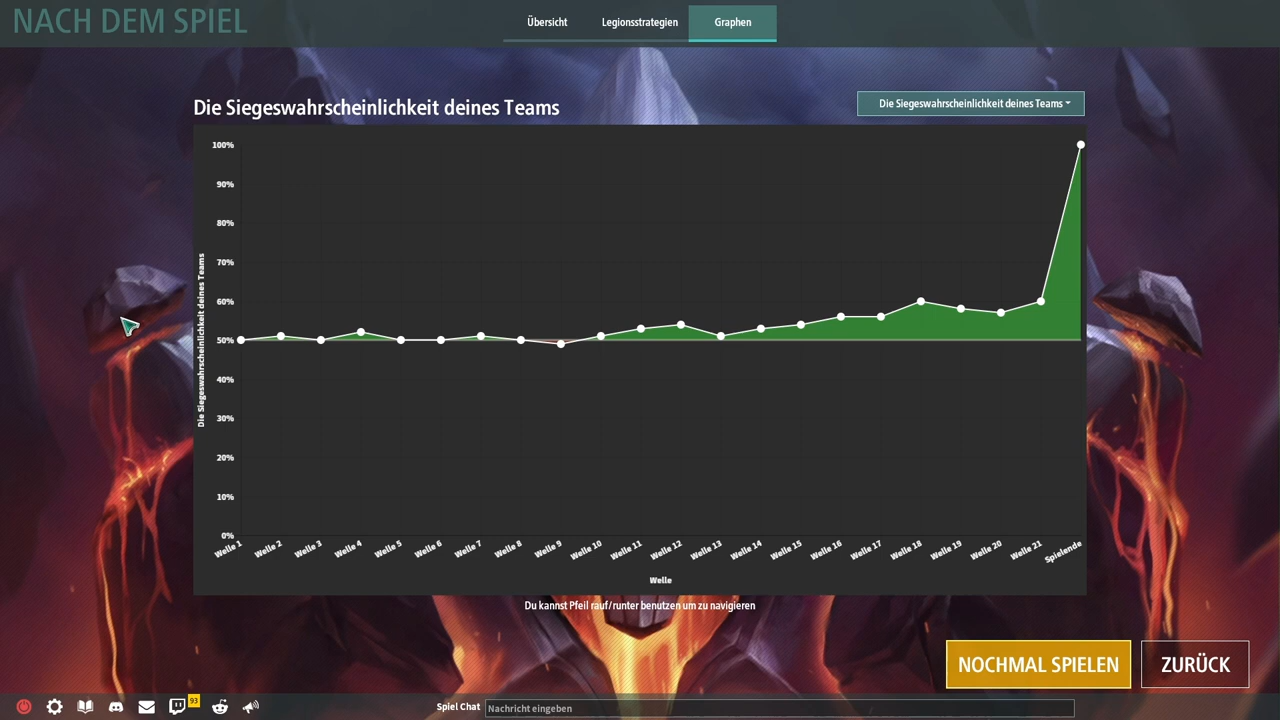 NACH DEM SPIEL
Übersicht
Legionsstrategien
Graphen
Die Siegeswahrscheinlichkeit deines Teams
Die Siegeswahrscheinlichkeit deines Teams
Die Siegeswahrscheinlichkeit deines Teams
100%
90%
80%
70%
60%
50%
40%
30%
20%
10%
0%
Welle 1
Welle 2
Welle 3
Welle 4
Welle 5
Welle 6
Welle 7
Welle 8
Welle 9
Welle 10
Welle 11
Welle 12
Welle 13
Welle 14
Welle 15
Welle 16
Welle 17
Welle 18
Welle 19
Welle 20
Welle 21
Spielende
Welle
Du kannst Pfeil rauf/runter benutzen um zu navigieren
NOCHMAL SPIELEN
ZURÜCK
93
Spiel Chat
Nachricht eingeben